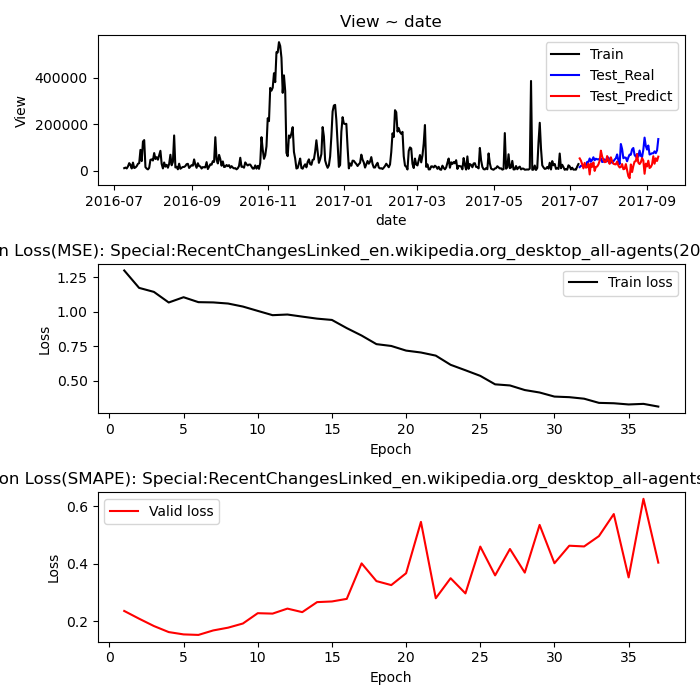 View ~ date
400000
200000
0
View
Train
Test_Real
Test_Predict
2016-07 2016-09 2016-11 2017-01 2017-03 2017-05 2017-07 2017-09
date
n Loss(MSE): Special:RecentChangesLinked_en.wikipedia.org_desktop_all-agents(20
1.25
1.00
0.75
0.50
Loss
Train loss
0 5 10 15 20 25 30 35
Epoch
on Loss(SMAPE): Special:RecentChangesLinked_en.wikipedia.org_desktop_all-agents
0.6
0.4
0.2
Loss
Valid loss
0 5 10 15 20 25 30 35
Epoch